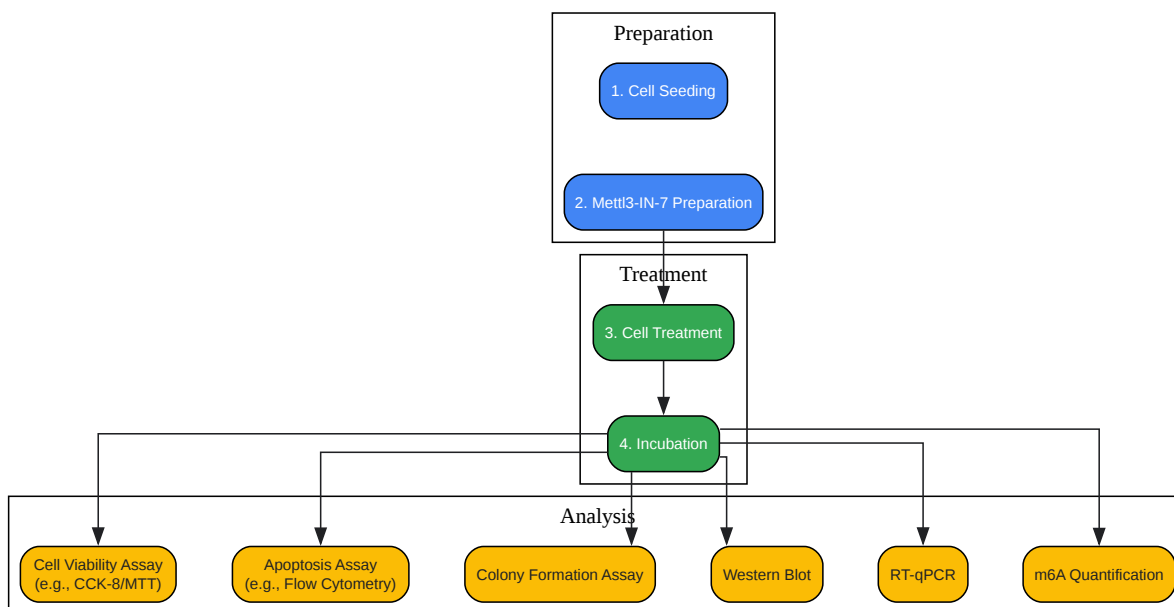 Preparation
1. Cell Seeding
2. Mettl3-IN-7 Preparation
Treatment
3. Cell Treatment
4. Incubation
Analysis
Cell Viability Assay
(e.g., CCK-8/MTT)
Apoptosis Assay
(e.g., Flow Cytometry)
Colony Formation Assay
Western Blot
RT-qPCR
m6A Quantification